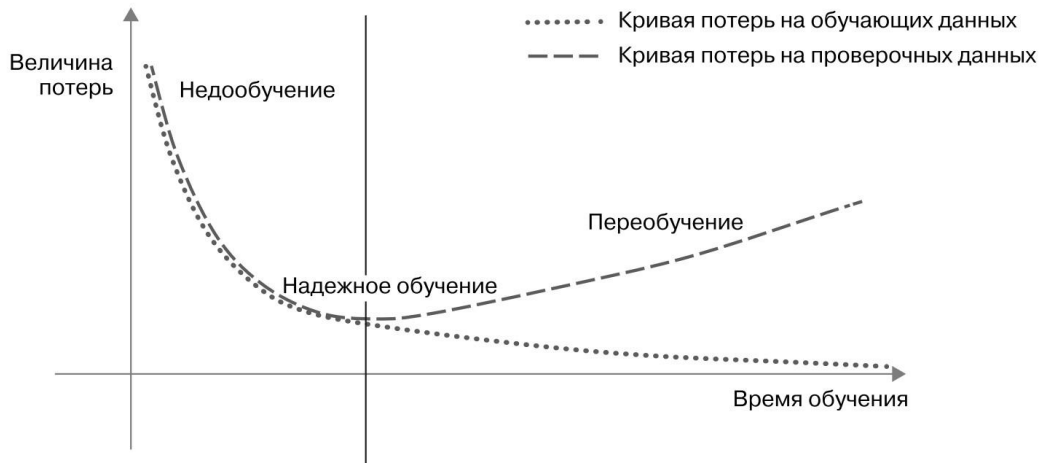 Кривая потерь на обучающих данных
Кривая потерь на проверочных данных
Величина
потерь
Недообучение
Переобучение
Надежное обучение
Время обучения